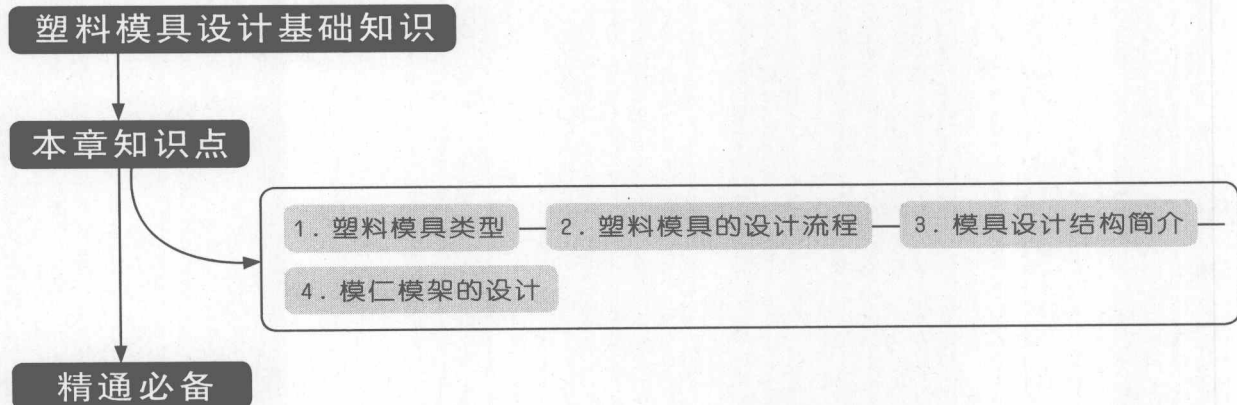 塑料模具设计基础知识
本章知识点
1.塑料模具类型 2.塑料模具的设计流程 3.模具设计结构简介
4.模仁模架的设计
精通必备